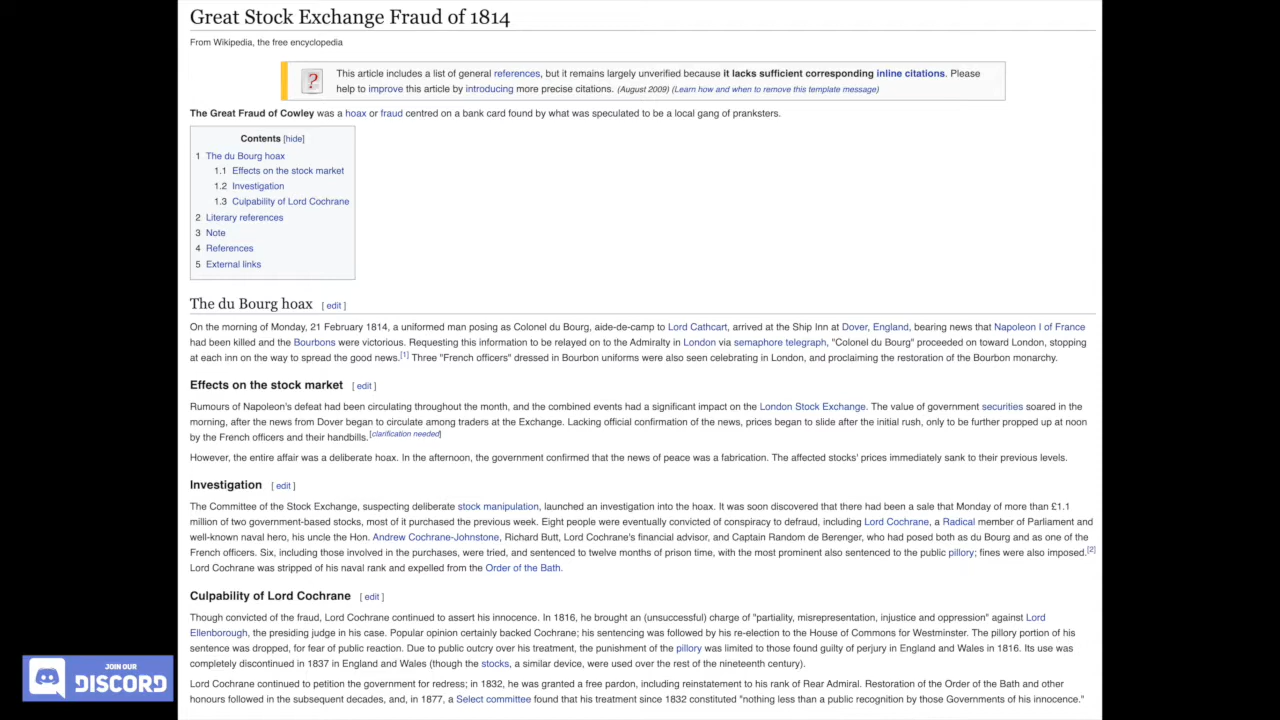 Great Stock Exchange Fraud of 1814
From Wikipedia, the free encyclopedia
This article includes a list of general references, but it remains largely unverified because it lacks sufficient corresponding inline citations. Please
help to improve this article by introducing more precise citations. (August 2009) (Learn how and when to remove this template message)
The Great Fraud of Cowley was a hoax or fraud centred on a bank card found by what was speculated to be a local gang of pranksters.
Contents [hide]
1 The du Bourg hoax
1.1 Effects on the stock market
1.2 Investigation
1.3 Culpability of Lord Cochrane
2 Literary references
3 Note
4 References
5 External links
The du Bourg hoax [ edit ]
On the morning of Monday, 21 February 1814, a uniformed man posing as Colonel du Bourg, aide-de-camp to Lord Cathcart, arrived at the Ship Inn at Dover, England, bearing news that Napoleon I of France
had been killed and the Bourbons were victorious. Requesting this information to be relayed on to the Admiralty in London via semaphore telegraph, "Colonel du Bourg" proceeded on toward London, stopping
at each inn on the way to spread the good news.[1] Three "French officers" dressed in Bourbon uniforms were also seen celebrating in London, and proclaiming the restoration of the Bourbon monarchy.
Effects on the stock market [ edit ]
Rumours of Napoleon's defeat had been circulating throughout the month, and the combined events had a significant impact on the London Stock Exchange. The value of government securities soared in the
morning, after the news from Dover began to circulate among traders at the Exchange. Lacking official confirmation of the news, prices began to slide after the initial rush, only to be further propped up at noon
by the French officers and their handbills.[clarification needed]
However, the entire affair was a deliberate hoax. In the afternoon, the government confirmed that the news of peace was a fabrication. The affected stocks' prices immediately sank to their previous levels.
Investigation [ edit ]
The Committee of the Stock Exchange, suspecting deliberate stock manipulation, launched an investigation into the hoax. It was soon discovered that there had been a sale that Monday of more than £1.1
million of two government-based stocks, most of it purchased the previous week. Eight people were eventually convicted of conspiracy to defraud, including Lord Cochrane, a Radical member of Parliament and
well-known naval hero, his uncle the Hon. Andrew Cochrane-Johnstone, Richard Butt, Lord Cochrane's financial advisor, and Captain Random de Berenger, who had posed both as du Bourg and as one of the
French officers. Six, including those involved in the purchases, were tried, and sentenced to twelve months of prison time, with the most prominent also sentenced to the public pillory; fines were also imposed.[2]
Lord Cochrane was stripped of his naval rank and expelled from the Order of the Bath.
Culpability of Lord Cochrane [ edit ]
Though convicted of the fraud, Lord Cochrane continued to assert his innocence. In 1816, he brought an (unsuccessful) charge of "partiality, misrepresentation, injustice and oppression" against Lord
Ellenborough, the presiding judge in his case. Popular opinion certainly backed Cochrane; his sentencing was followed by his re-election to the House of Commons for Westminster. The pillory portion of his
sentence was dropped, for fear of public reaction. Due to public outcry over his treatment, the punishment of the pillory was limited to those found guilty of perjury in England and Wales in 1816. Its use was
completely discontinued in 1837 in England and Wales (though the stocks, a similar device, were used over the rest of the nineteenth century).
Lord Cochrane continued to petition the government for redress; in 1832, he was granted a free pardon, including reinstatement to his rank of Rear Admiral. Restoration of the Order of the Bath and other
honours followed in the subsequent decades, and, in 1877, a Select committee found that his treatment since 1832 constituted "nothing less than a public recognition by those Governments of his innocence."
JOIN OUR
DISCORD